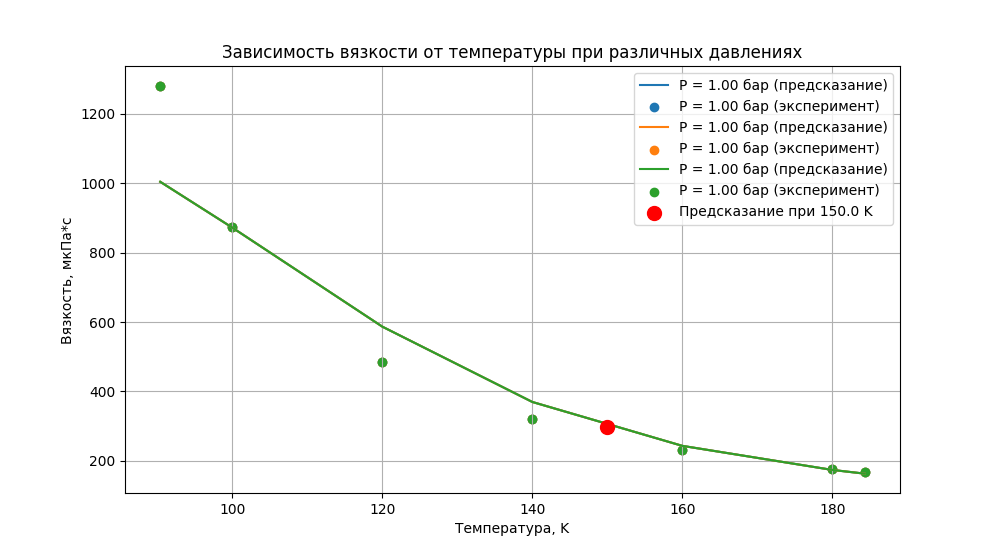 Зависимость вязкости от температуры при различных давлениях
P = 1.00 бар (предсказание)
P = 1.00 бар (эксперимент)
P = 1.00 бар (предсказание)
P = 1.00 бар (эксперимент)
P = 1.00 бар (предсказание)
P = 1.00 бар (эксперимент)
Предсказание при 150.0 K
Вязкость, мкПа*с
1200
1000
800
600
400
200
100
120
140
160
180
Температура, K